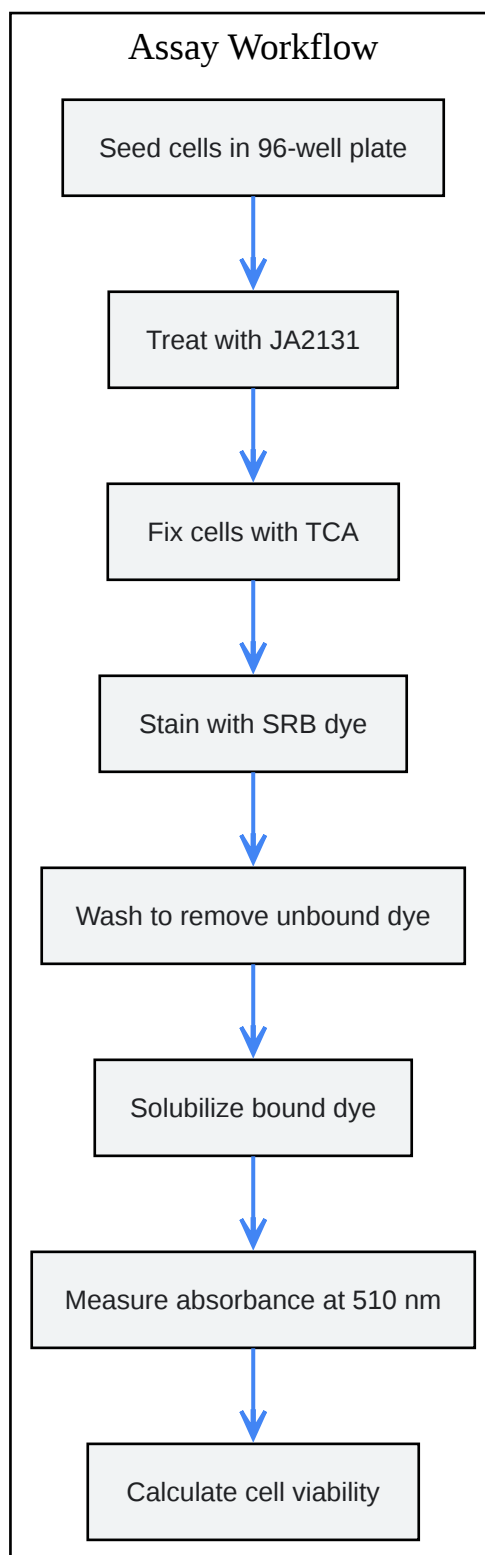 Assay Workflow
Seed cells in 96-well plate
Treat with JA2131
Fix cells with TCA
Stain with SRB dye
Wash to remove unbound dye
Solubilize bound dye
Measure absorbance at 510 nm
Calculate cell viability